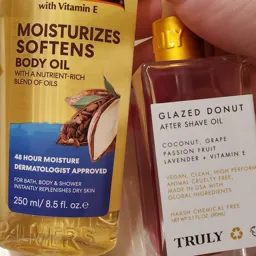 with Vitamin E
MOISTURIZES
SOFTENS
BODY OIL
WITH A NUTRIENT-RICH
BLEND OF OILS
48 HOUR MOISTURE
DERMATOLOGIST APPROVED
FOR BATH, BODY & SHOWER
INSTANTLY REPLENISHES DRY SKIN
250 ml/ 8.5 fl. oz.
GLAZED DONUT
AFTER SHAVE OIL
COCONUT, GRAPE
PASSION FRUIT
LAVENDER + VITAMIN E
VEGAN, CLEAN, HIGH PERFORM
ANIMAL CRUELTY FREE,
MADE IN USA WITH
GLOBAL INGREDIENTS
HARSH CHEMICAL FREE
TRULY